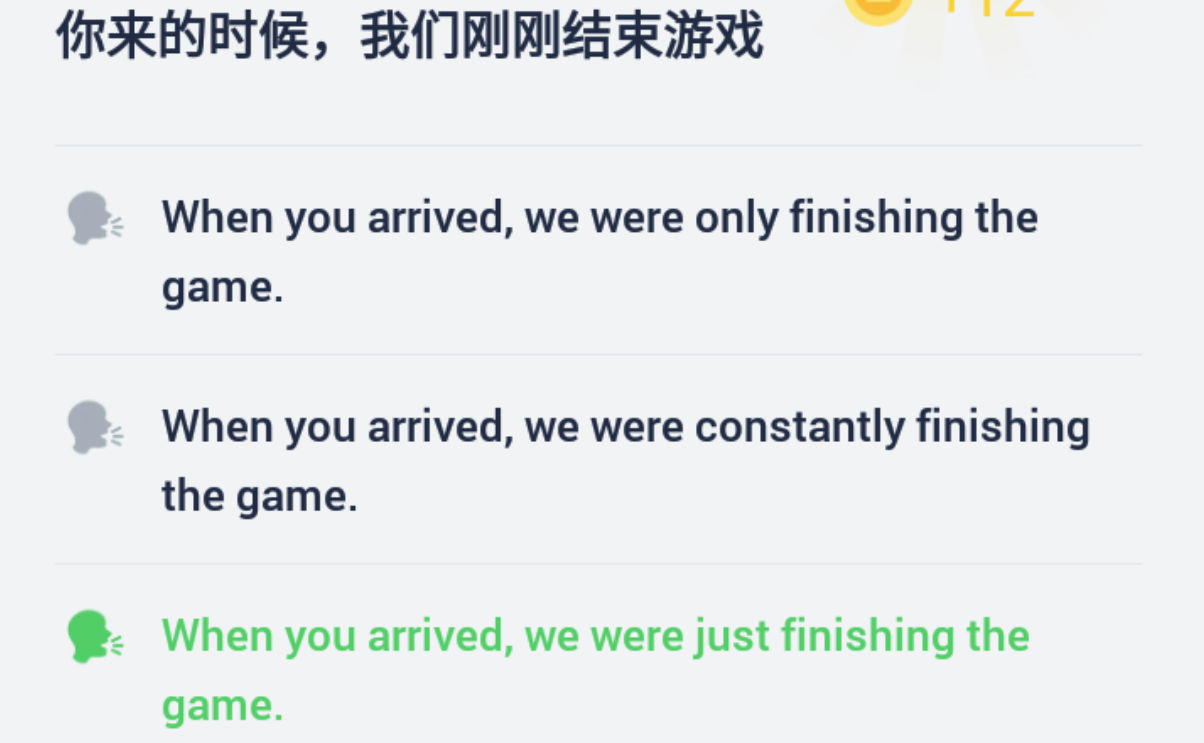 你来的时候，我们刚刚结束游戏
When you arrived, we were only finishing the
game.
When you arrived, we were constantly finishing
the game.
When you arrived, we were just finishing the
game.